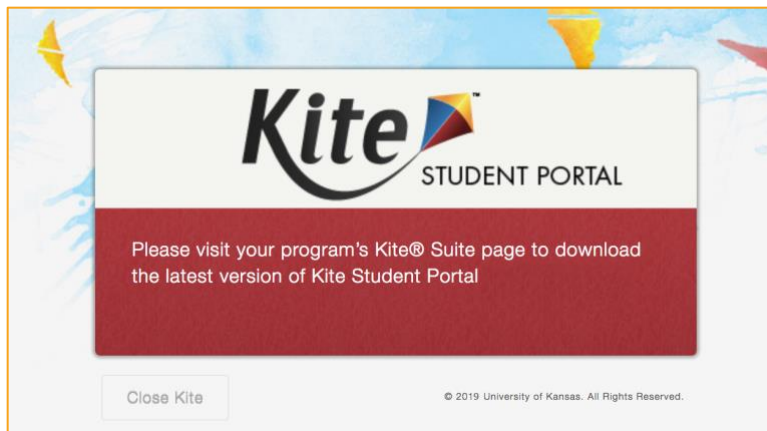 Kite™
STUDENT PORTAL
Please visit your program's Kite® Suite page to download
the latest version of Kite Student Portal
Close Kite
© 2019 University of Kansas. All Rights Reserved.